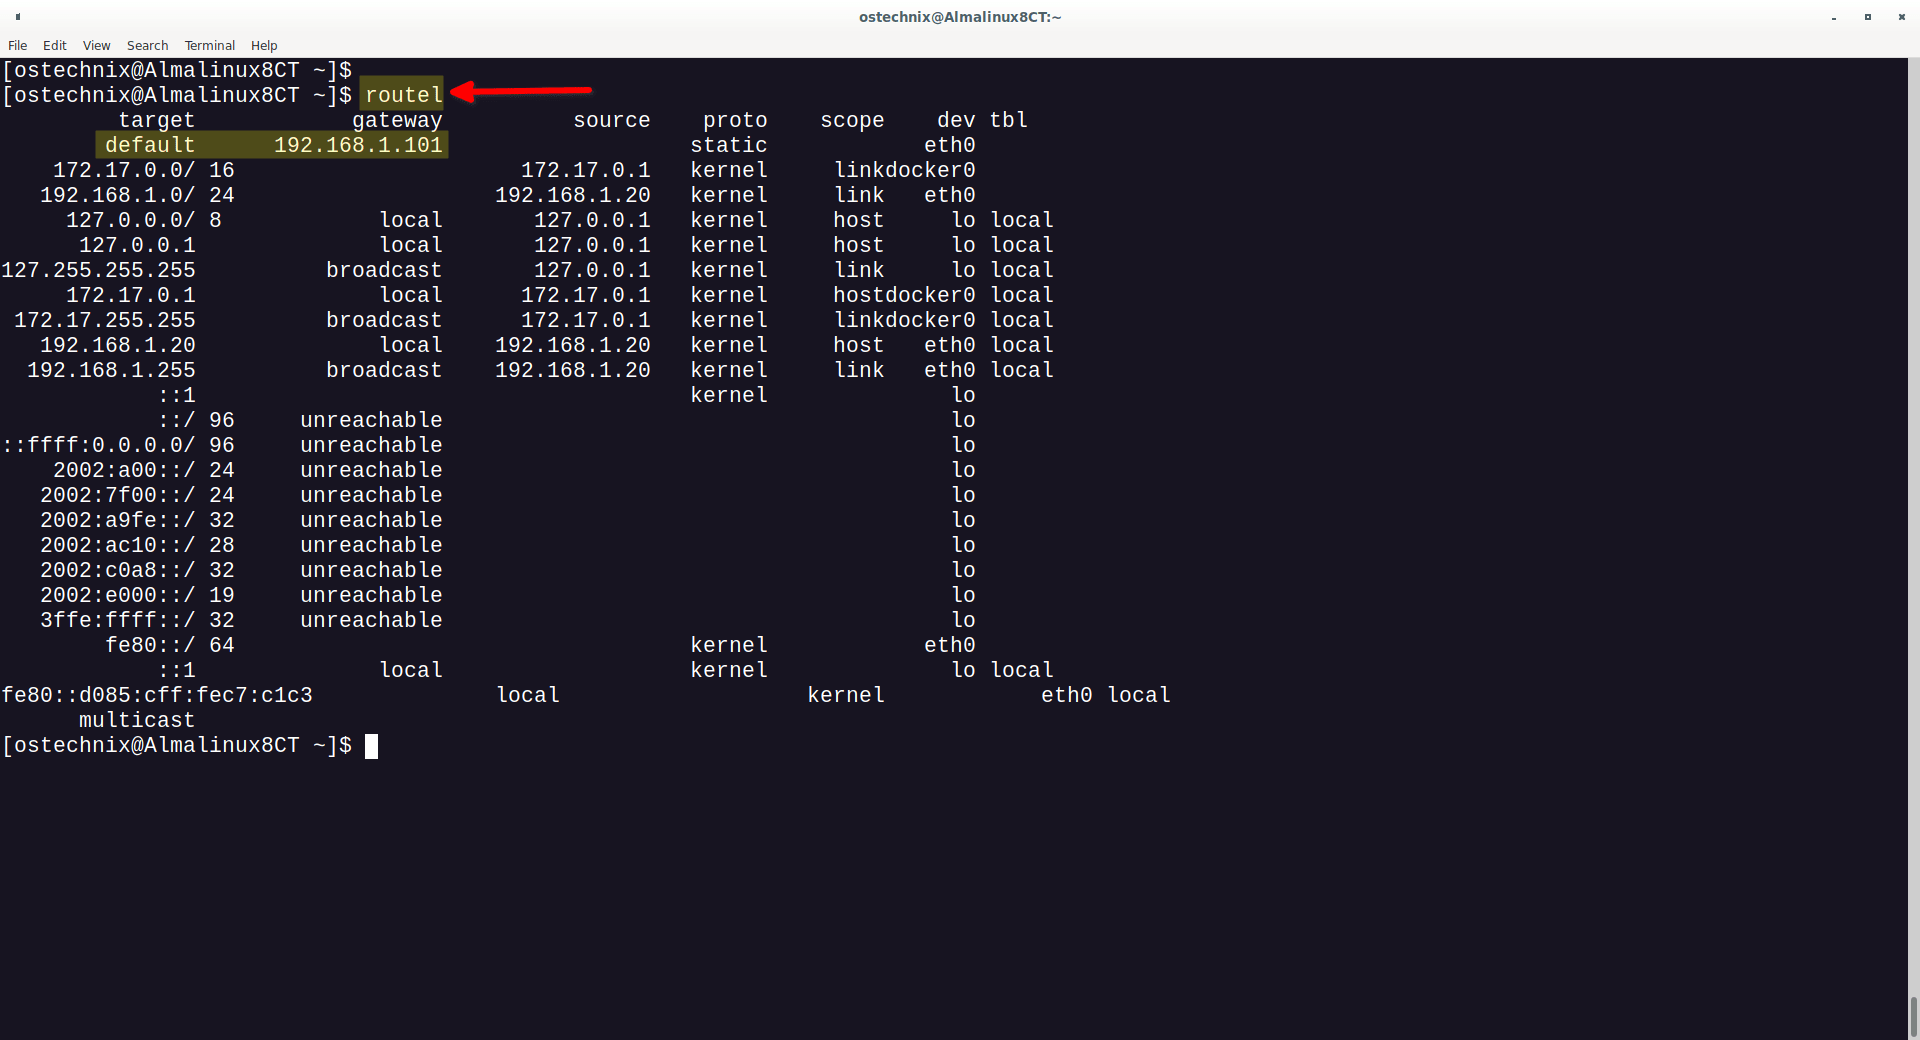 ostechnix@Almalinux8CT:~
File Edit View Search Terminal Help
[ostechnix@Almalinux8CT ~]$
[ostechnix@Almalinux8CT ~]$ routel
target gateway source proto scope dev tbl
default 192.168.1.101 static eth0
172.17.0.0/ 16 172.17.0.1 kernel linkdocker0
192.168.1.0/ 24 192.168.1.20 kernel link eth0
127.0.0.0/ 8 local 127.0.0.1 kernel host lo local
127.0.0.1 local 127.0.0.1 kernel host lo local
127.255.255.255 broadcast 127.0.0.1 kernel link lo local
172.17.0.1 local 172.17.0.1 kernel hostdocker0 local
172.17.255.255 broadcast 172.17.0.1 kernel linkdocker0 local
192.168.1.20 local 192.168.1.20 kernel host eth0 local
192.168.1.255 broadcast 192.168.1.20 kernel link eth0 local
::1 kernel lo
::/ 96 unreachable lo
::ffff:0.0.0.0/ 96 unreachable lo
2002:a00::/ 24 unreachable lo
2002:7f00::/ 24 unreachable lo
2002:a9fe::/ 32 unreachable lo
2002:ac10::/ 28 unreachable lo
2002:c0a8::/ 32 unreachable lo
2002:e000::/ 19 unreachable lo
3ffe:ffff::/ 32 unreachable lo
fe80::/ 64 kernel eth0
::1 local kernel lo local
fe80::d085:cff:fec7:c1c3 local kernel eth0 local
multicast
[ostechnix@Almalinux8CT ~]$